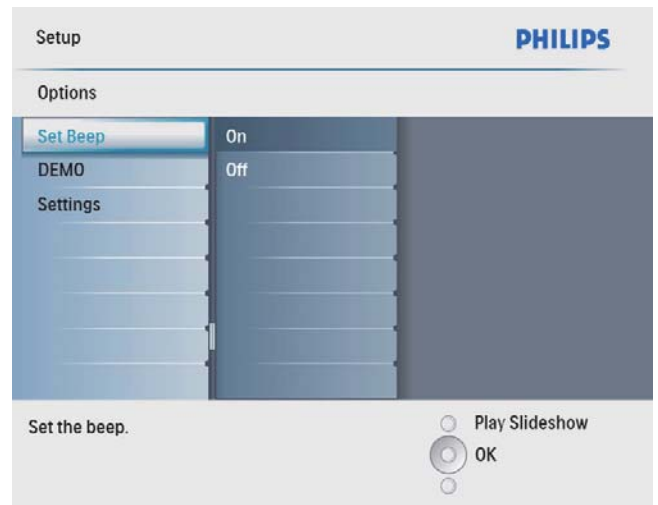 Setup
PHILIPS
Options
Set Beep
On
DEMO
Off
Settings
Set the beep.
Play Slideshow
OK